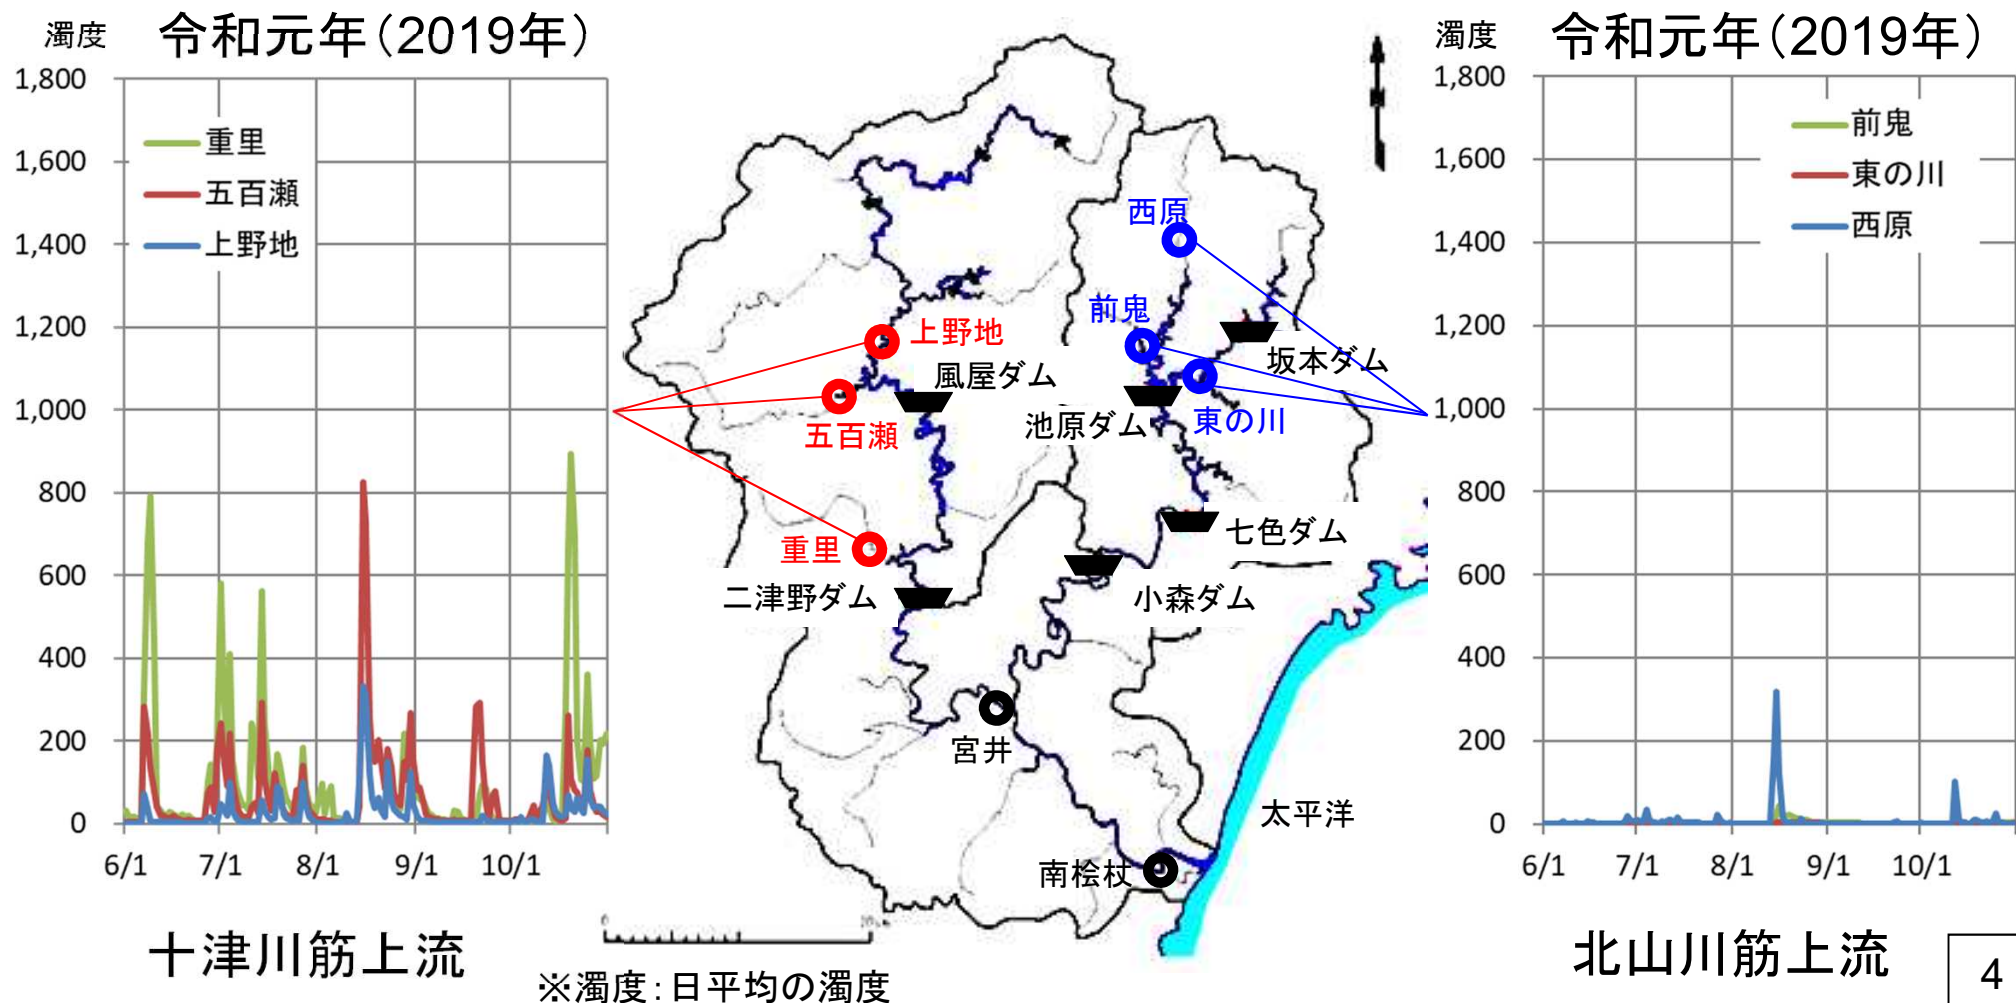 濁度
令和元年(2019年)
1,800
1,600
1,400
1,200
1,000
800
600
400
200
0
6/1
7/1
8/1
9/1
10/1
重里
五百瀬
上野地
十津川筋上流
西原
前鬼
上野地
坂本ダム
風屋ダム
池原ダム
東の川
五百瀬
七色ダム
重里
二津野ダム
小森ダム
宮井
太平洋
南桧杖
※濁度:日平均の濁度
濁度
令和元年(2019年)
1,800
1,600
1,400
1,200
1,000
800
600
400
200
0
6/1
7/1
8/1
9/1
10/1
前鬼
東の川
西原
北山川筋上流
4